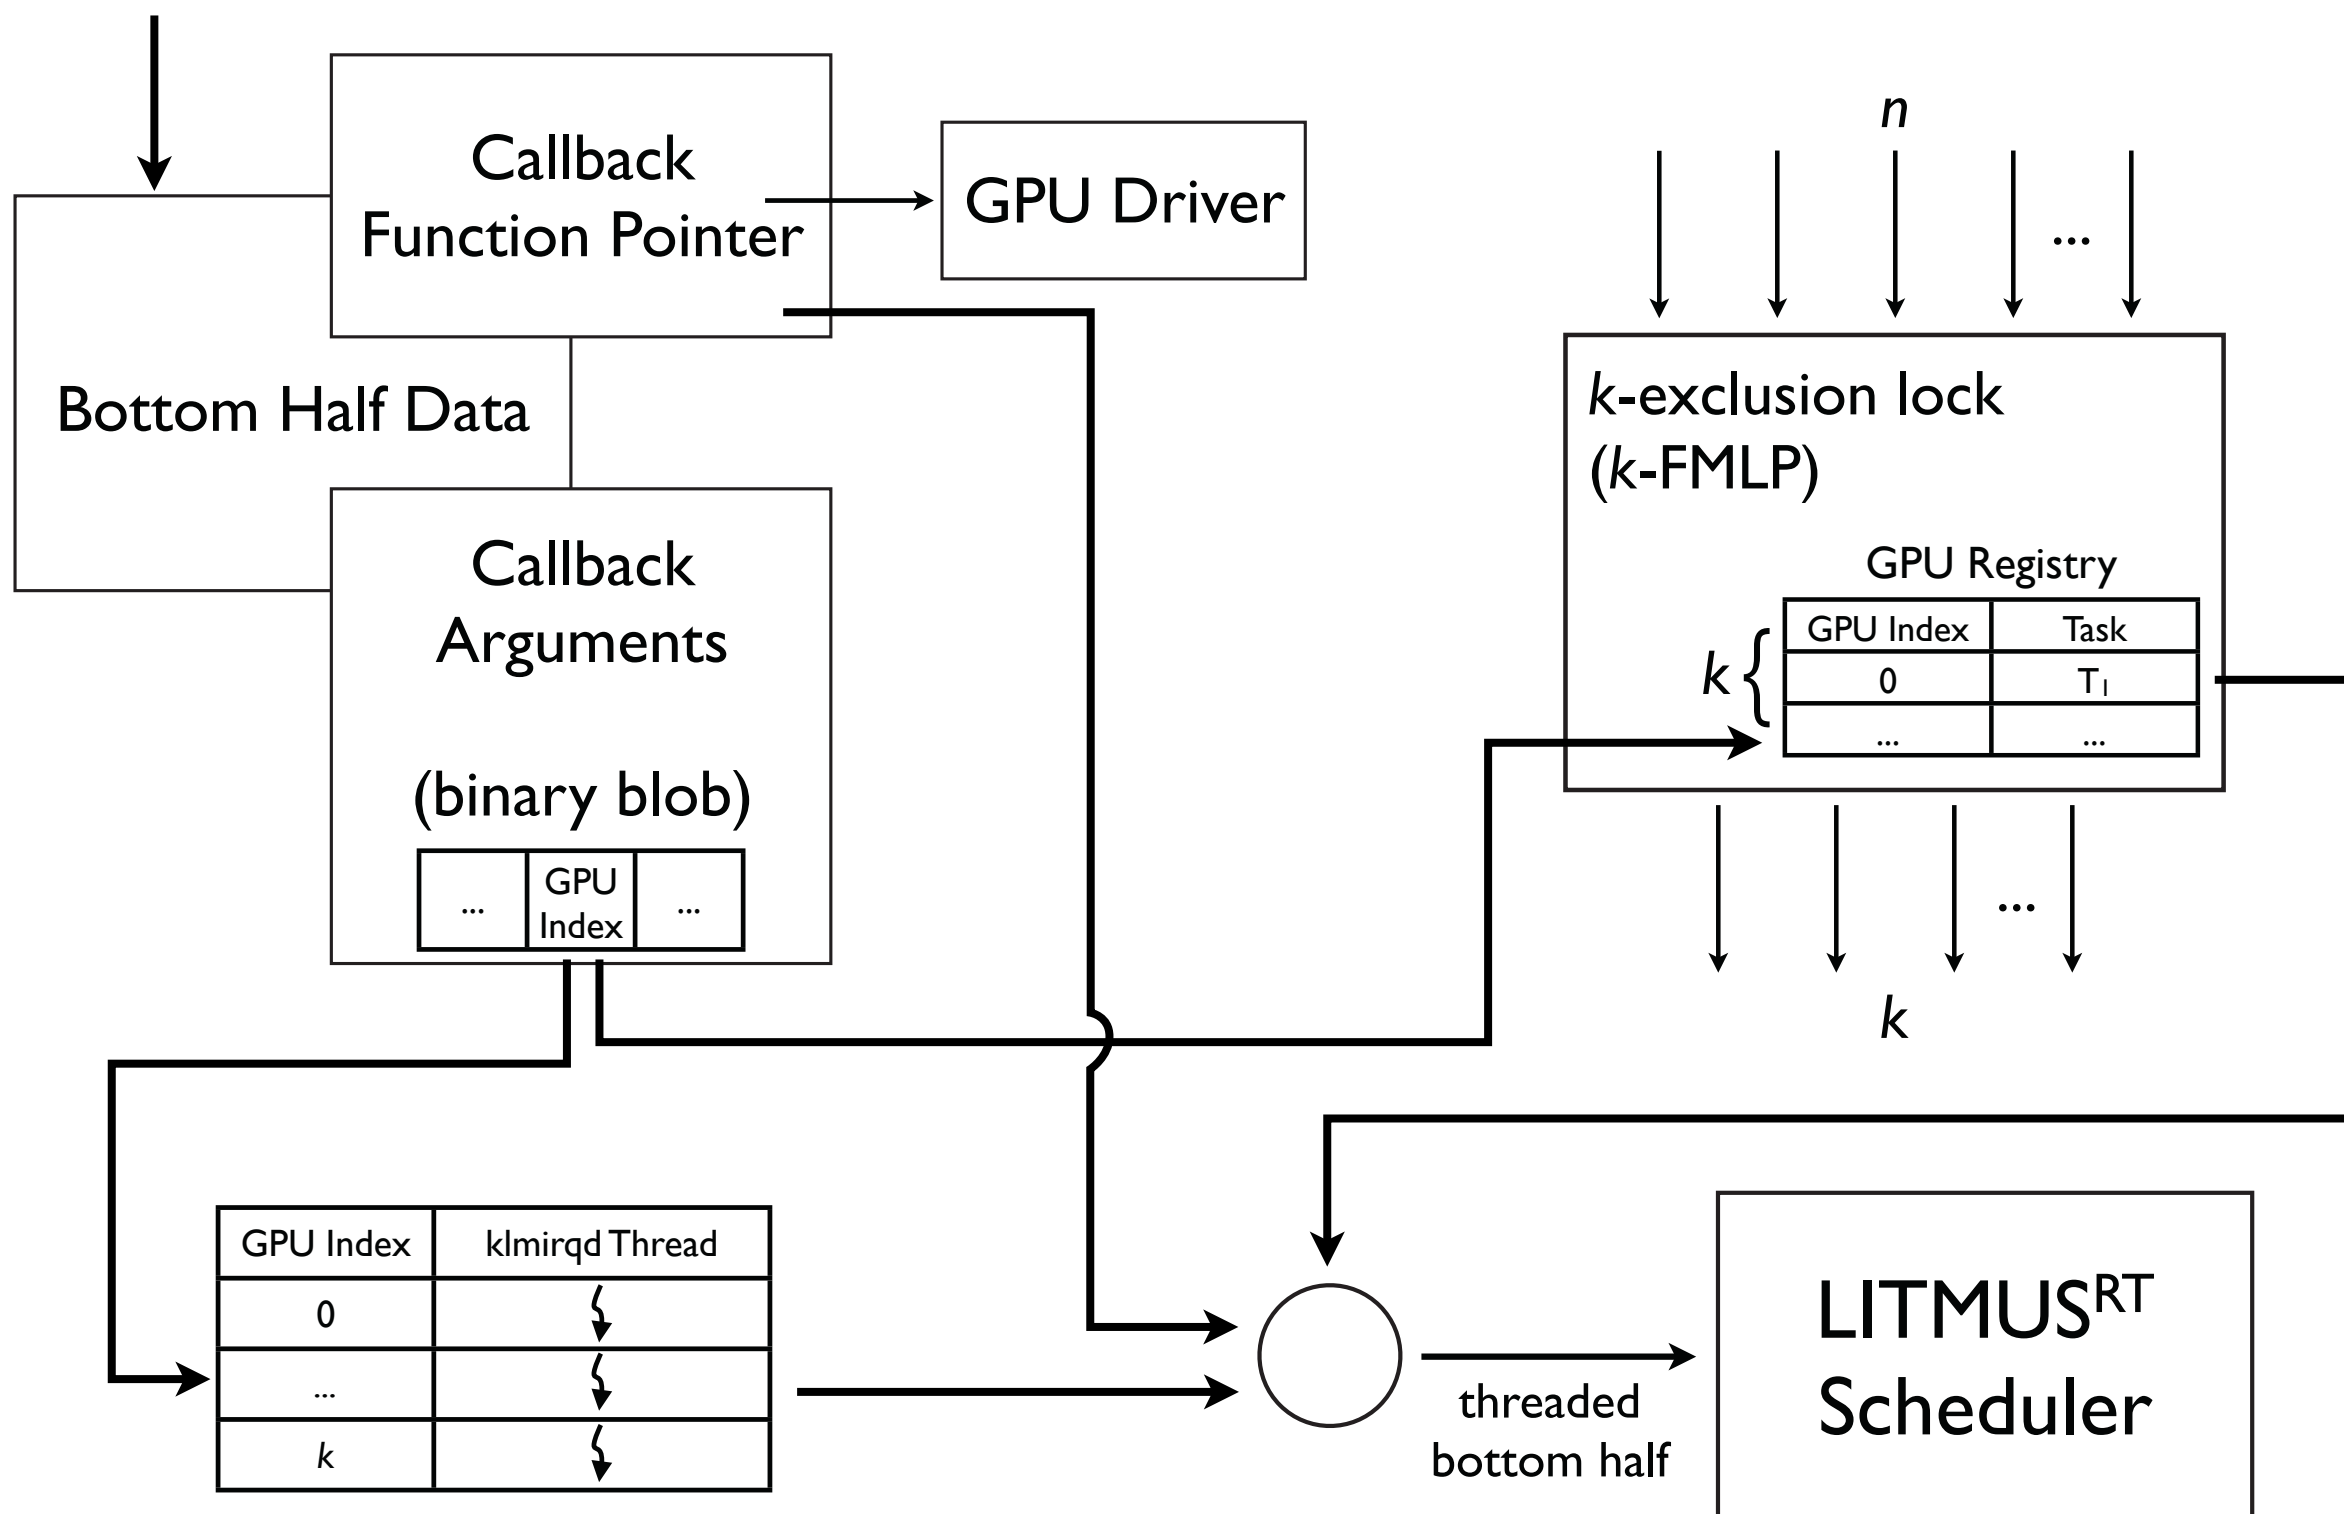 Callback
Function Pointer
GPU Driver
Bottom Half Data
Callback
Arguments
(binary blob)
... GPU Index ...
n
...
k-exclusion lock
(k-FMLP)
GPU Registry
GPU Index Task
k { 0 T1
... ...
...
k
GPU Index klmirqd Thread
0
...
k
threaded
bottom half
LITMUSRT
Scheduler